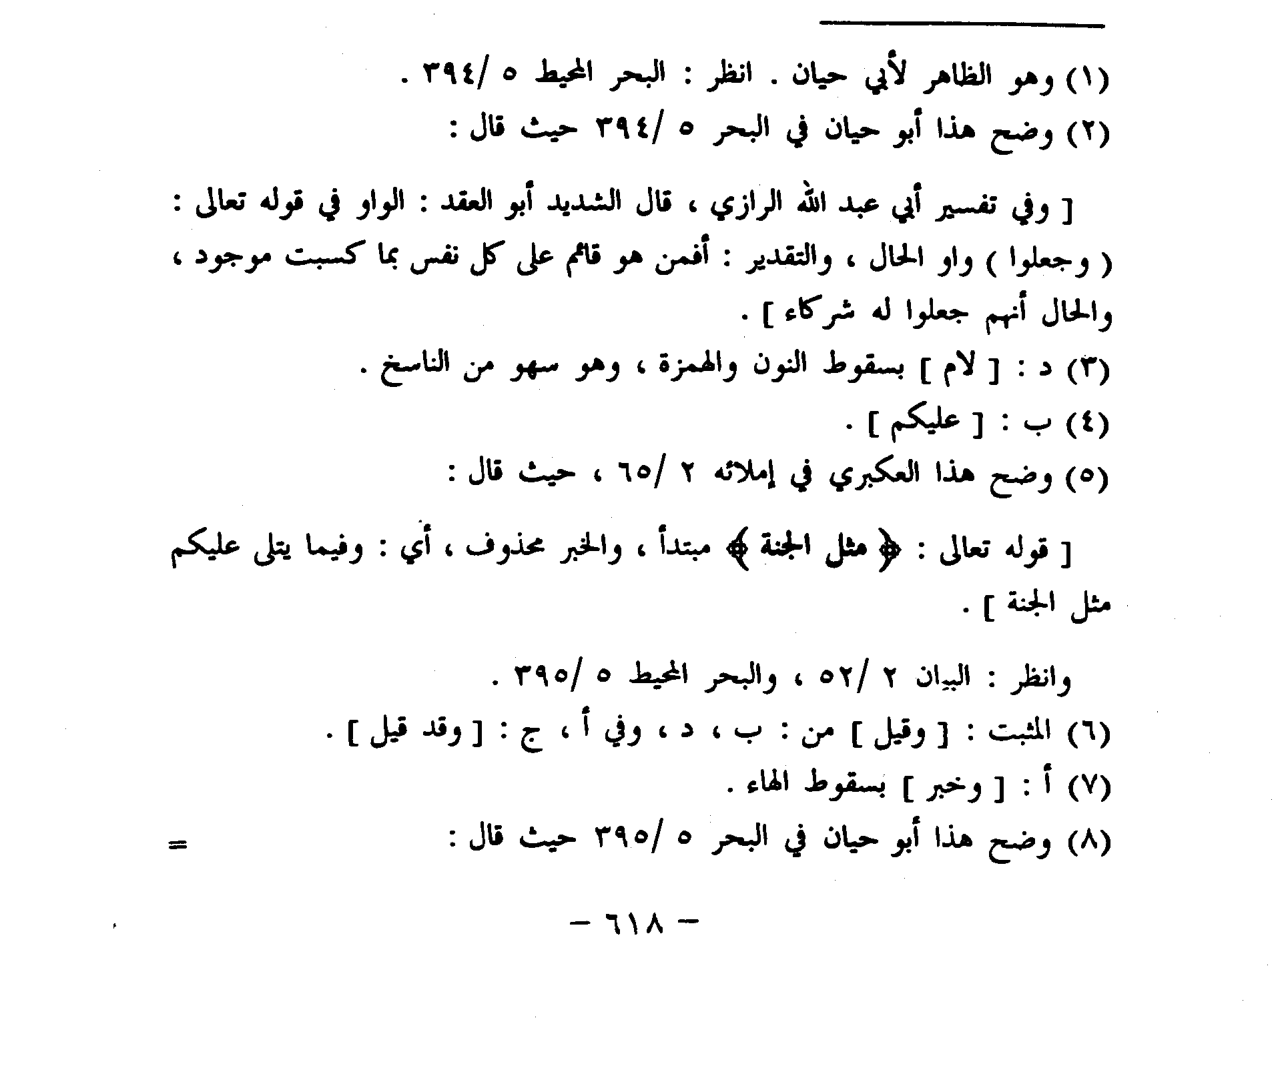 (١) وهو الظاهر لأبي حيان . انظر : البحر المحيط ٥ /٣٩٤ .
(٢) وضح هذا أبو حيان في البحر ٥ /٣٩٤ حيث قال :
[ وفي تفسير أبي عبد الله الرازي ، قال الشديد أبو العقد : الواو في قوله تعالى :
( وجعلوا ) واو الحال ، والتقدير : أفمن هو قائم على كل نفس بما كسبت موجود ،
والحال أنهم جعلوا له شركاء ] .
(٣) د : [ لام ] بسقوط النون والهمزة ، وهو سهو من الناسخ .
(٤) ب : [ عليكم ] .
(٥) وضح هذا العكبري في إملائه ٢ /٦٥ ، حيث قال :
[ قوله تعالى : ﴿ مثل الجنة ﴾ مبتدأ ، والخبر محذوف ، أي : وفيما يتلى عليكم
مثل الجنة ] .
وانظر : البيان ٢ /٥٢ ، والبحر المحيط ٥ /٣٩٥ .
(٦) المثبت : [ وقيل ] من : ب ، د ، وفي أ ، ج : [ وقد قيل ] .
(٧) أ : [ وخبر ] بسقوط الهاء .
(٨) وضح هذا أبو حيان في البحر ٥ /٣٩٥ حيث قال : =
– ٦١٨ –